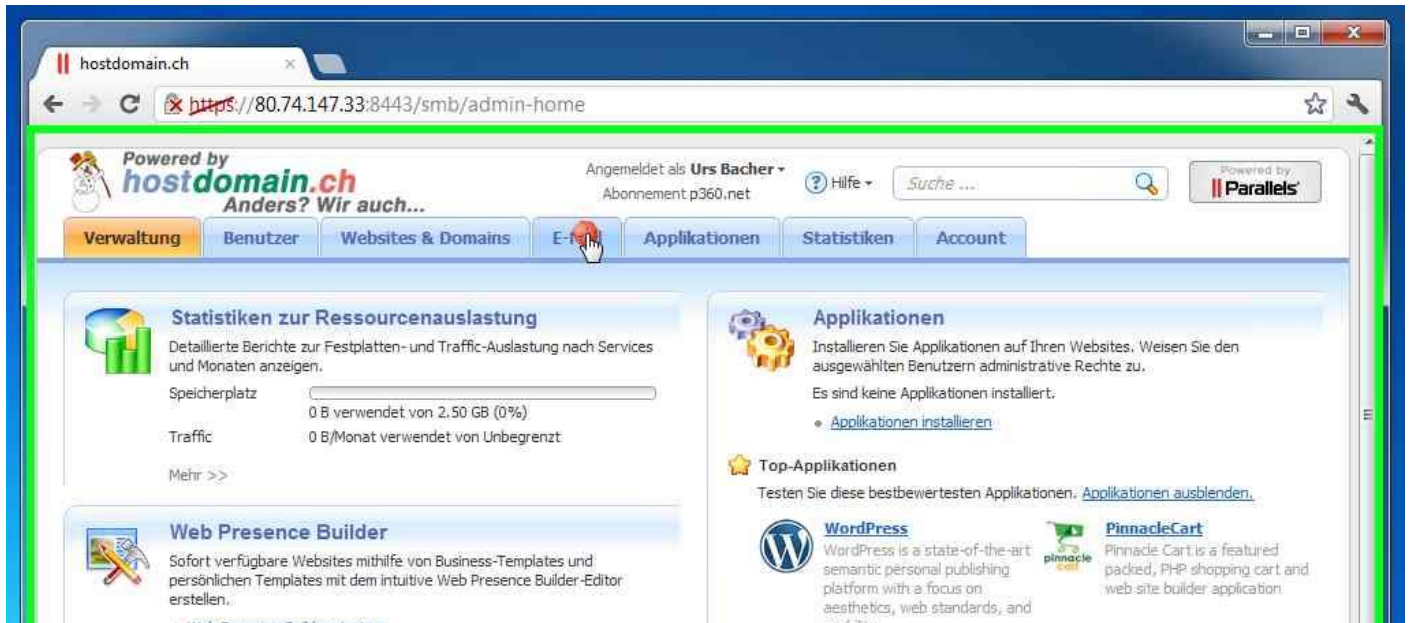 hostdomain.ch
https://80.74.147.33:8443/smb/admin-home
Powered by
hostdomain.ch
Anders? Wir auch...
Angemeldet als Urs Bacher
Abonnement p360.net
Hilfe
Suche ...
Powered by
Parallels
Verwaltung Benutzer Websites & Domains Applikationen Statistiken Account
Statistiken zur Ressourcenauslastung
Detaillierte Berichte zur Festplatten- und Traffic-Auslastung nach Services
und Monaten anzeigen.
Speicherplatz
0 B verwendet von 2.50 GB (0%)
Traffic 0 B/Monat verwendet von Unbegrenzt
Mehr >>
Web Presence Builder
Sofort verfügbare Websites mithilfe von Business-Templates und
persönlichen Templates mit dem intuitive Web Presence Builder-Editor
erstellen.
Applikationen
Installieren Sie Applikationen auf Ihren Websites. Weisen Sie den
ausgewählten Benutzern administrative Rechte zu.
Es sind keine Applikationen installiert.
Applikationen installieren
Top-Applikationen
Testen Sie diese bestbewertesten Applikationen. Applikationen ausblenden.
WordPress
WordPress is a state-of-the-art
semantic personal publishing
platform with a focus on
aesthetics, web standards, and
pinnacle
cart
PinnacleCart
Pinnacle Cart is a featured
packed, PHP shopping cart and
web site builder application